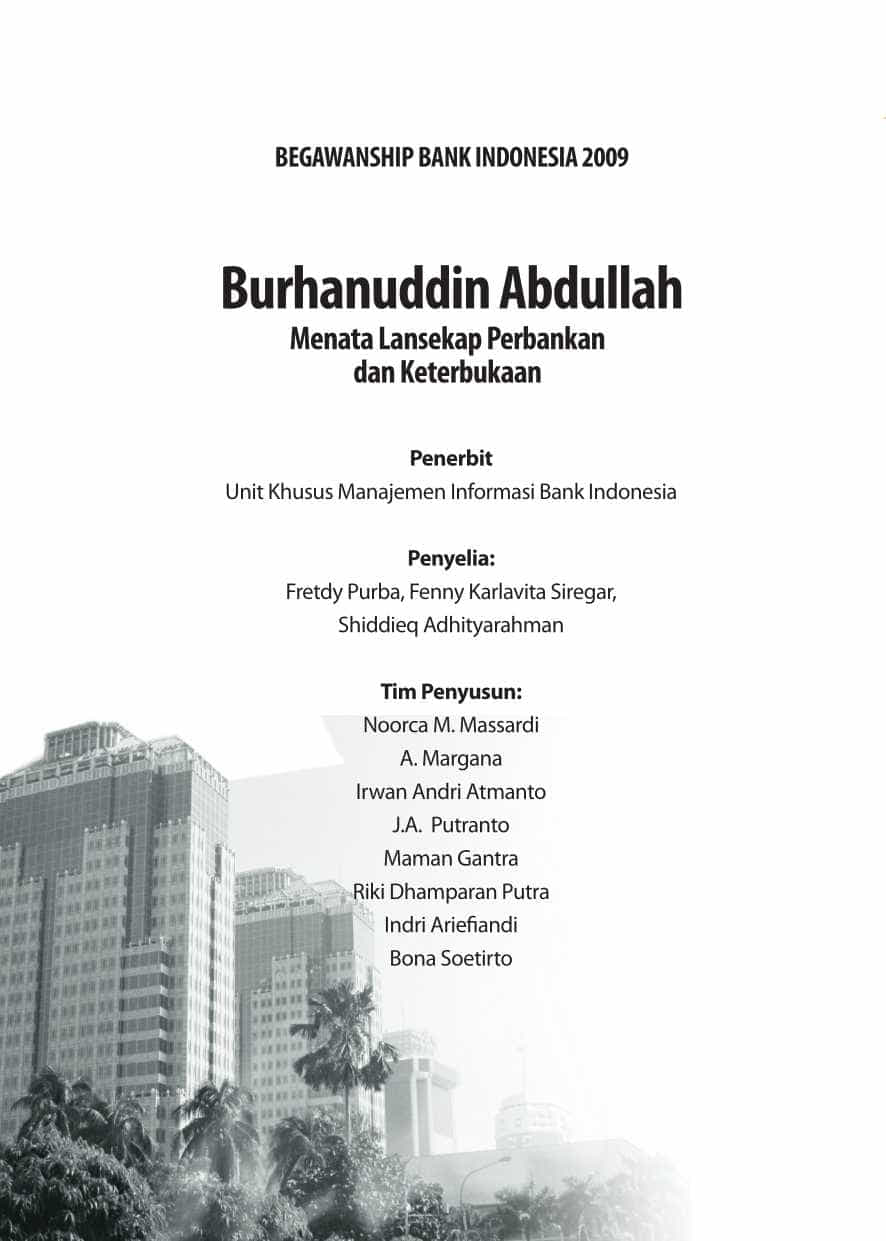 BEGAWANSHIP BANK INDONESIA 2009
Burhanuddin Abdullah
Menata Lansekap Perbankan
dan Keterbukaan
Penerbit
Unit Khusus Manajemen Informasi Bank Indonesia
Penyelia:
Fretdy Purba, Fenny Karlavita Siregar,
Shiddieq Adhityarahman
Tim Penyusun:
Noorca M. Massardi
A. Margana
Irwan Andri Atmanto
J.A. Putranto
Maman Gantra
Riki Dhamparan Putra
Indri Ariefiandi
Bona Soetirto